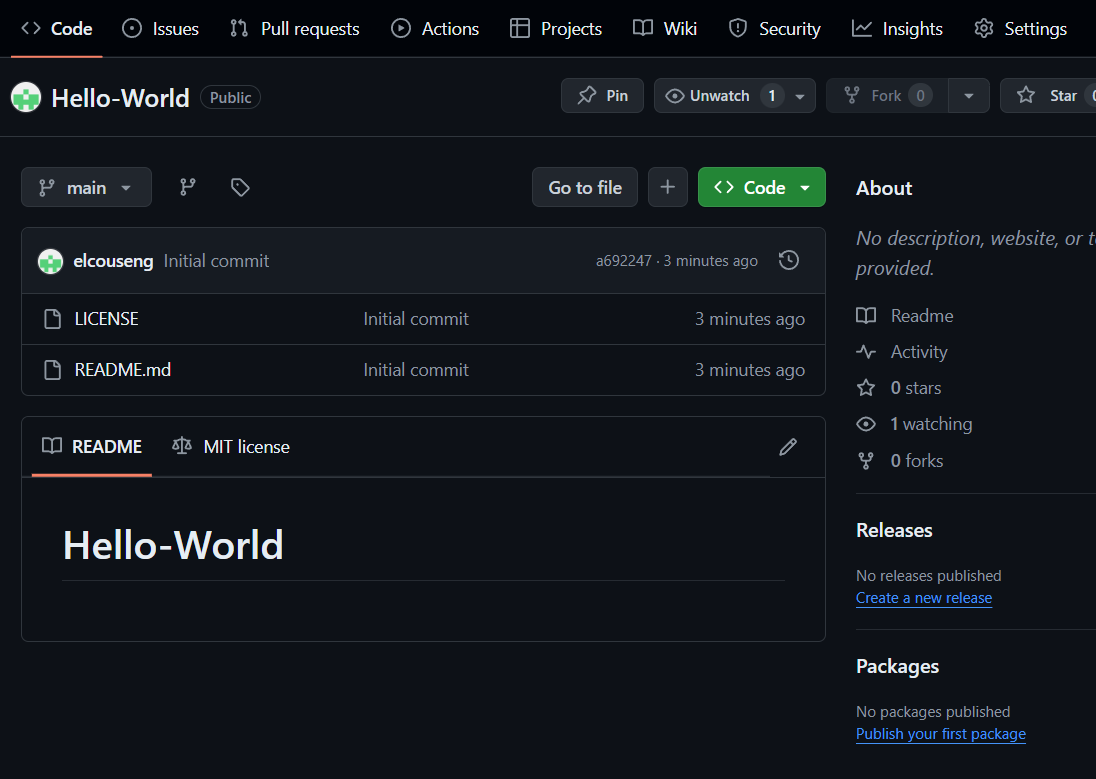 Code Issues Pull requests Actions Projects Wiki Security Insights Settings
Hello-World Public Pin Unwatch 1 Fork 0 Star
main Go to file + Code
elcouseng Initial commit a692247 · 3 minutes ago
LICENSE Initial commit 3 minutes ago
README.md Initial commit 3 minutes ago
README MIT license
Hello-World
About
No description, website, or
provided.
Readme
Activity
0 stars
1 watching
0 forks
Releases
No releases published
Create a new release
Packages
No packages published
Publish your first package